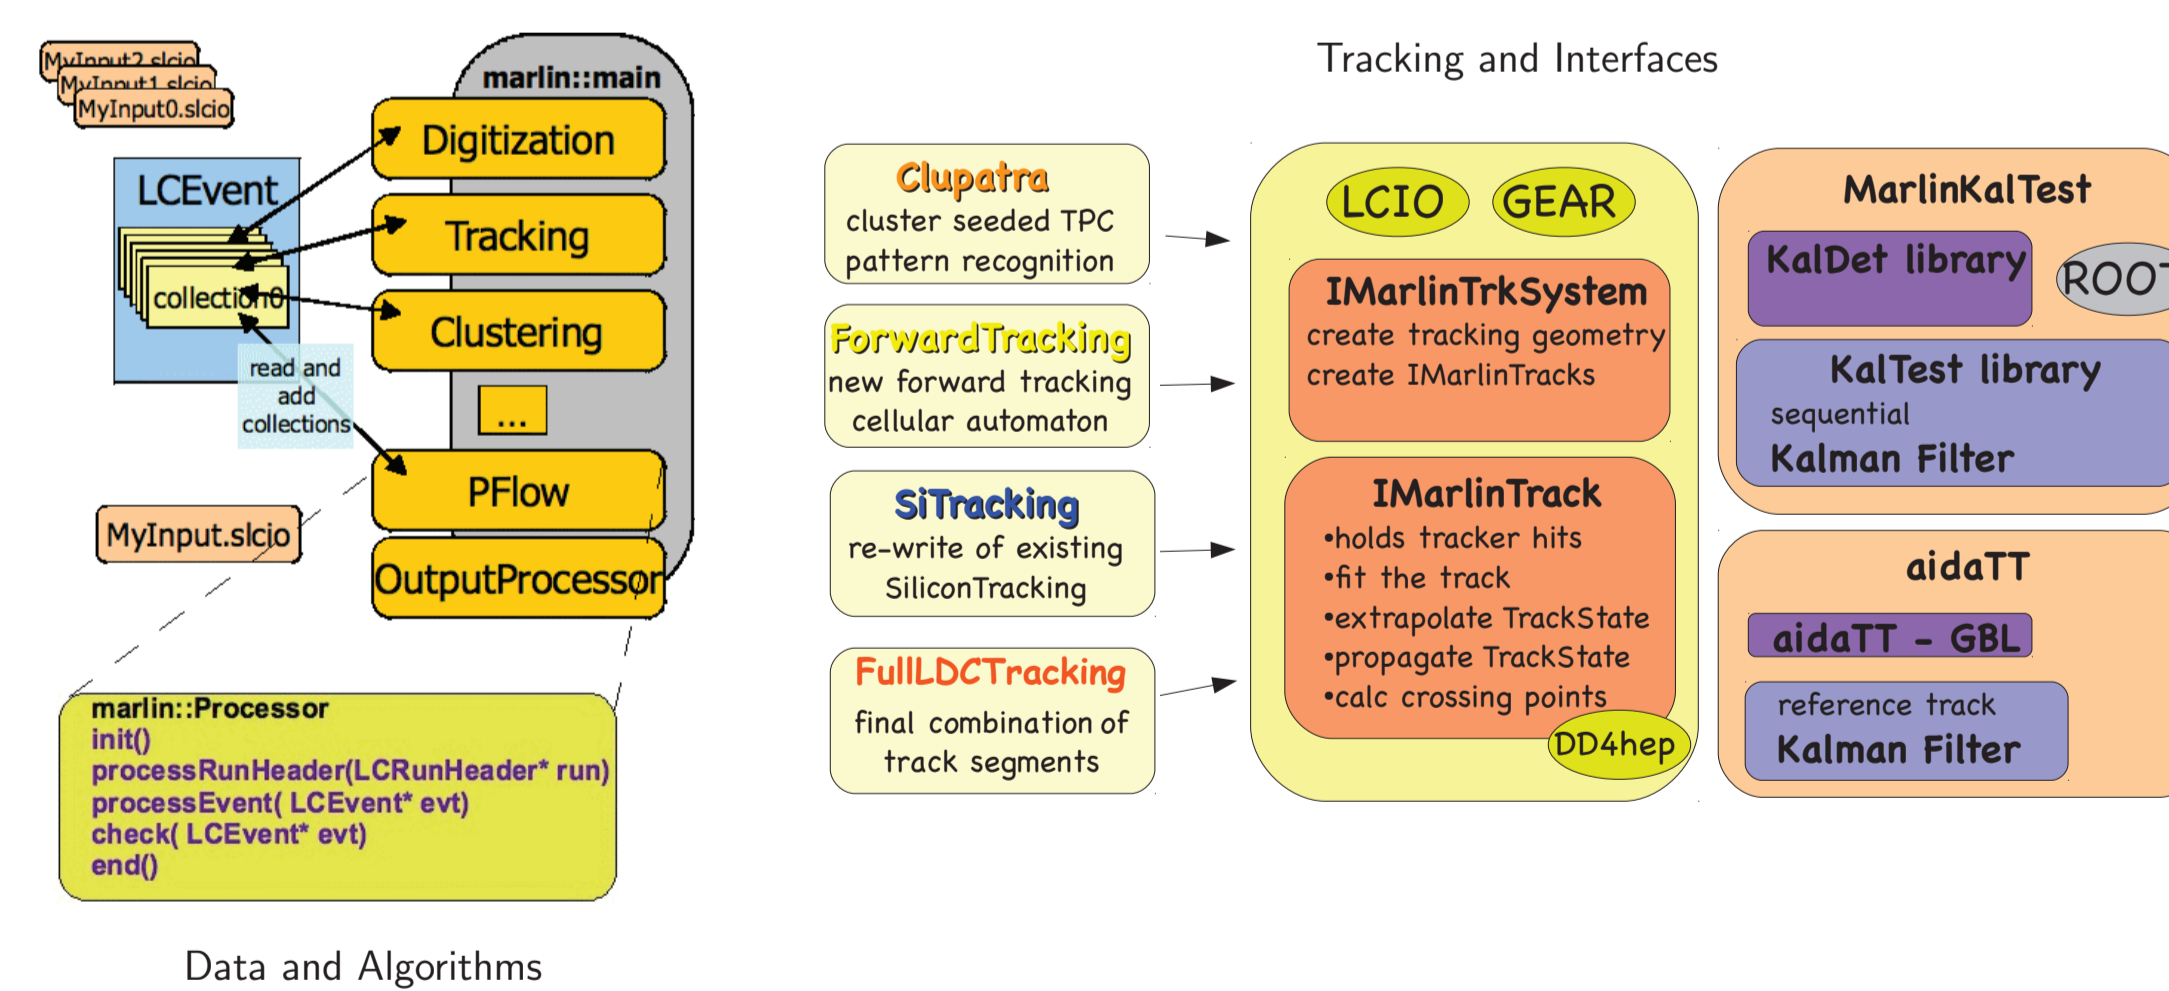 MyInput2.slcio
MyInput1.slcio
MyInput0.slcio
LCEvent
collection0
read and
add
collections
MyInput.slcio
marlin::main
Digitization
Tracking
Clustering
...
PFlow
OutputProcessor
marlin::Processor
init()
processRunHeader(LCRunHeader* run)
processEvent( LCEvent* evt)
check( LCEvent* evt)
end()
Data and Algorithms
Tracking and Interfaces
Clupatra
cluster seeded TPC
pattern recognition
ForwardTracking
new forward tracking
cellular automaton
SiTracking
re-write of existing
SiliconTracking
FullLDCTracking
final combination of
track segments
LCIO GEAR
IMarlinTrkSystem
create tracking geometry
create IMarlinTracks
IMarlinTrack
•holds tracker hits
•fit the track
•extrapolate TrackState
•propagate TrackState
•calc crossing points
DD4hep
MarlinKalTest
KalDet library
ROOT
KalTest library
sequential
Kalman Filter
aidaTT
aidaTT - GBL
reference track
Kalman Filter